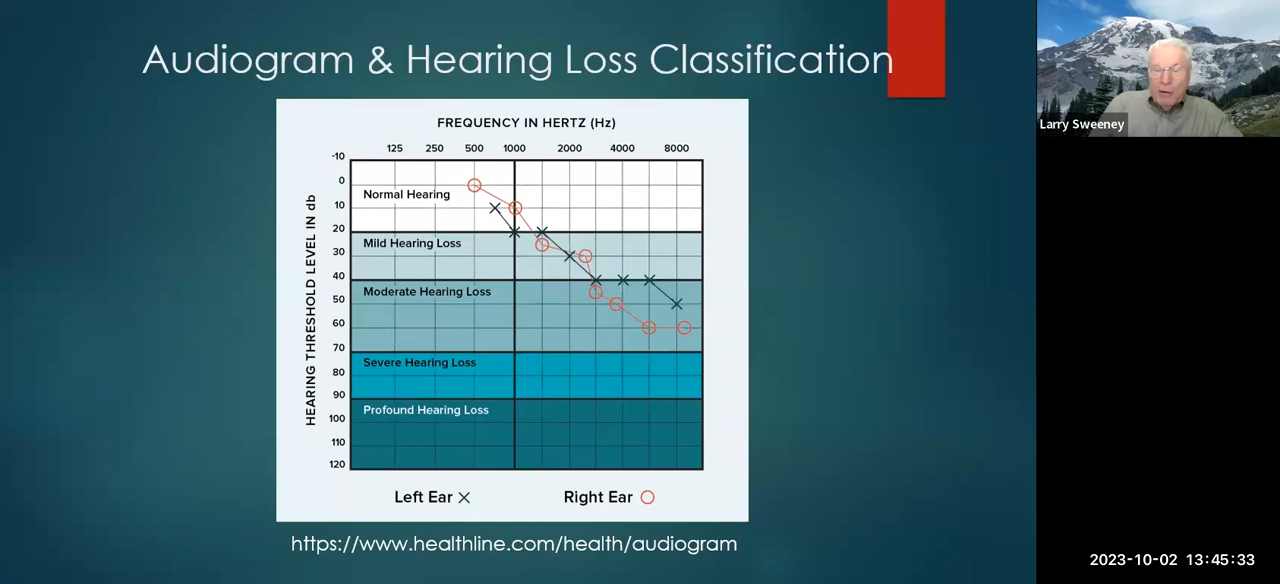 Audiogram & Hearing Loss Classification
FREQUENCY IN HERTZ (Hz)
125 250 500 1000 2000 4000 8000
HEARING THRESHOLD LEVEL IN db
-10
0
Normal Hearing
10
20
Mild Hearing Loss
30
40
Moderate Hearing Loss
50
60
70
Severe Hearing Loss
80
90
Profound Hearing Loss
100
110
120
Left Ear Right Ear
https://www.healthline.com/health/audiogram
Larry Sweeney
2023-10-02 13:45:33